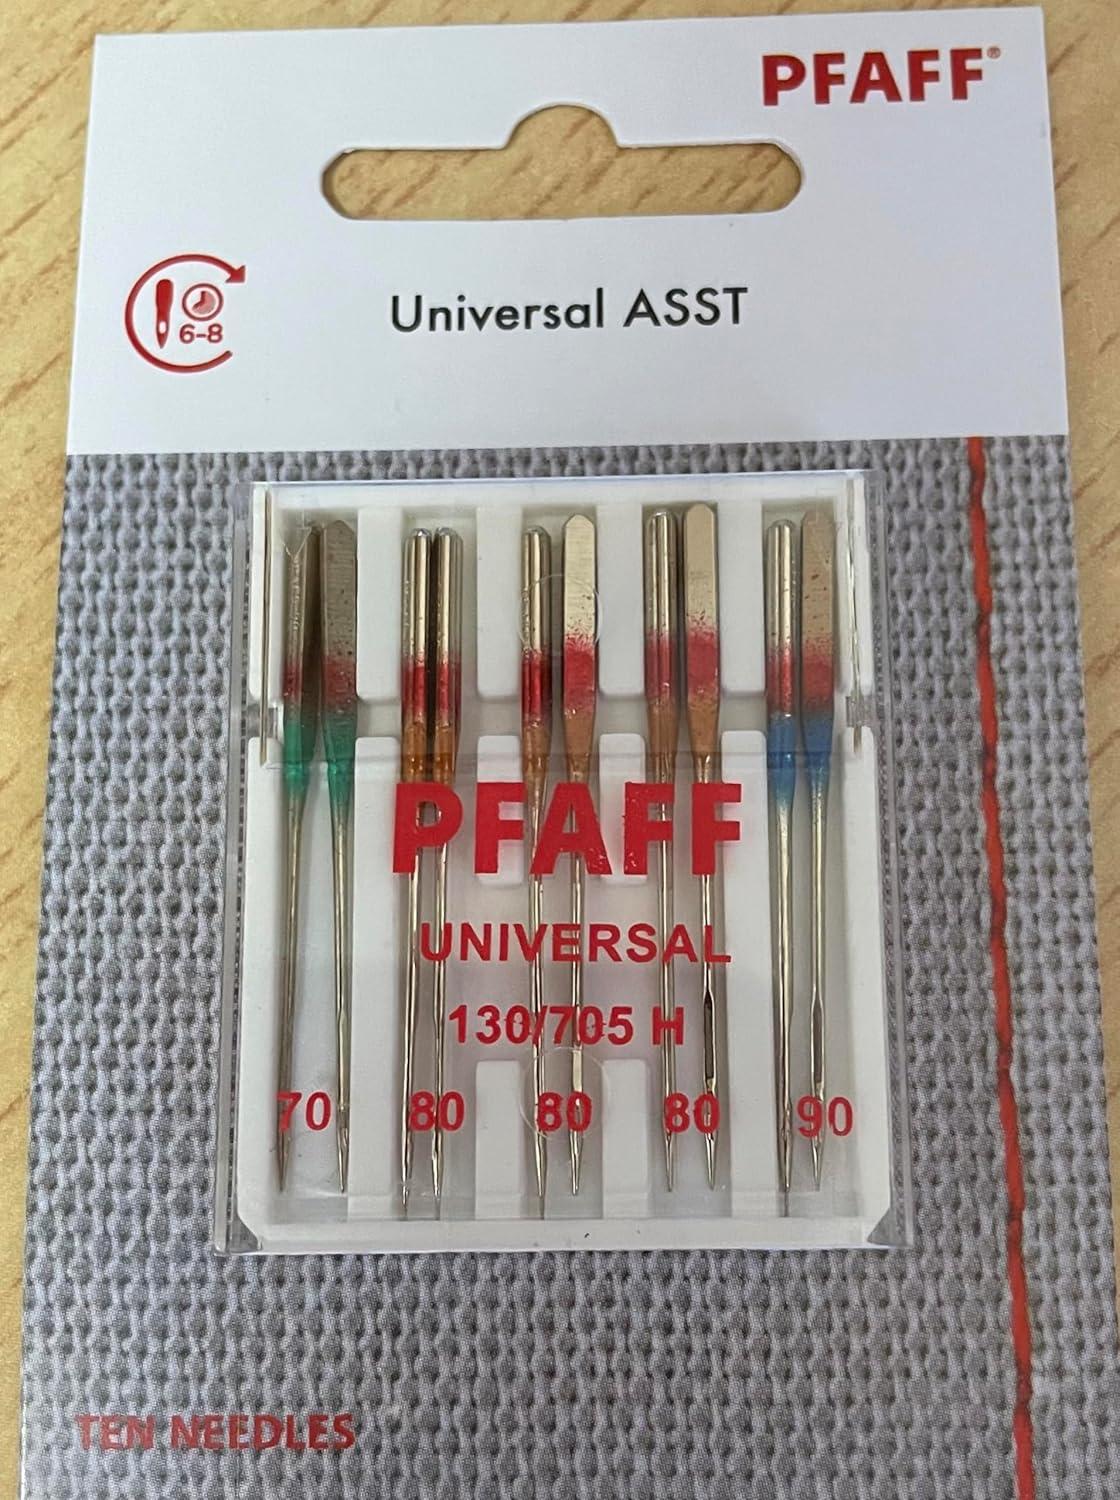 PFAFF®
Universal ASST
6-8
PFAFF
UNIVERSAL
130/705 H
70 80 80 80 90
TEN NEEDLES